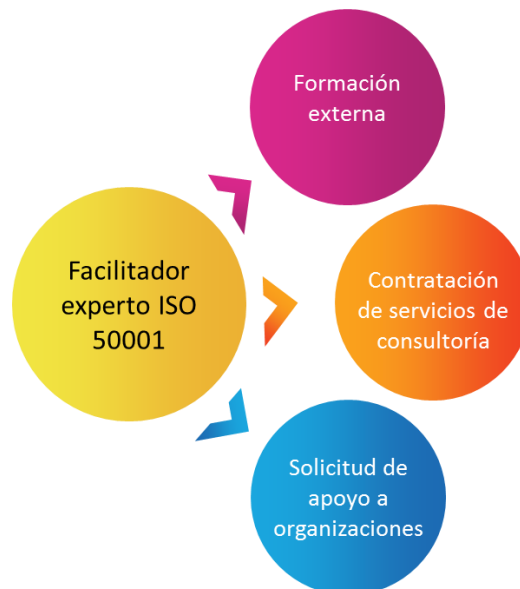 Formación
externa
Facilitador
experto ISO
50001
Contratación
de servicios de
consultoría
Solicitud de
apoyo a
organizaciones